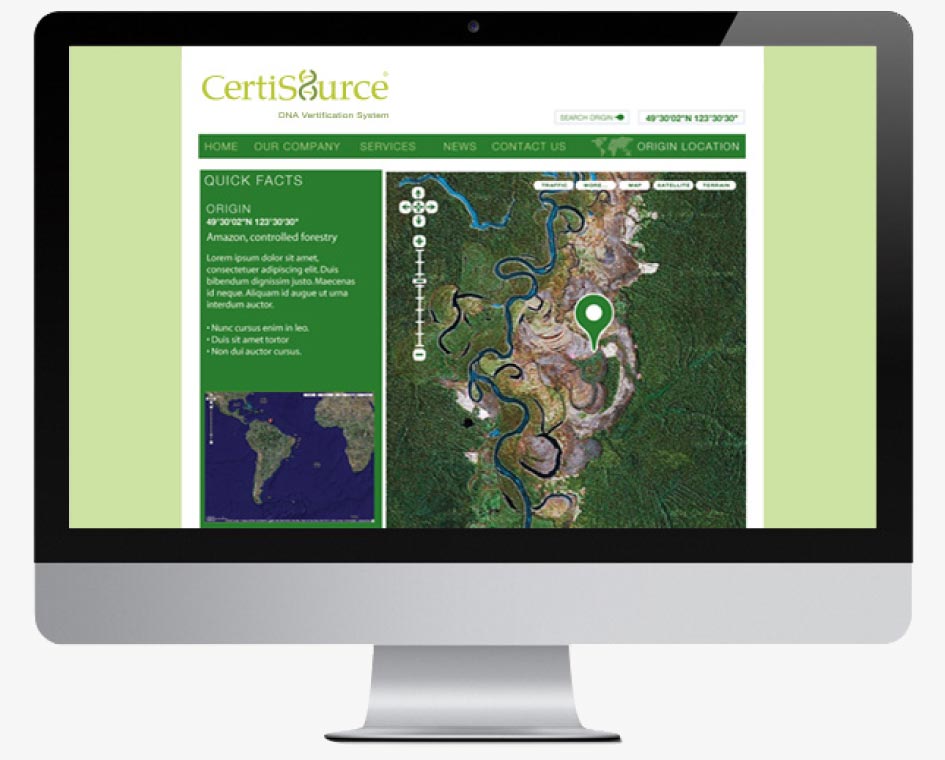 CertiSource®
DNA Vertification System
SEARCH ORIGIN
49°30'02"N 123°30'30"
HOME OUR COMPANY SERVICES NEWS CONTACT US ORIGIN LOCATION
QUICK FACTS
ORIGIN
49°30'02"N 123°30'30"
Amazon, controlled forestry
Lorem ipsum dolor sit amet,
consectetuer adipiscing elit. Duis
bibendum dignissim justo. Maecenas
id neque. Aliquam id augue ut urna
interdum auctor.
• Nunc cursus enim in leo.
• Duis sit amet tortor
• Non dui auctor cursus.
TRAFFIC MORE... MAP SATELLITE TERRAIN